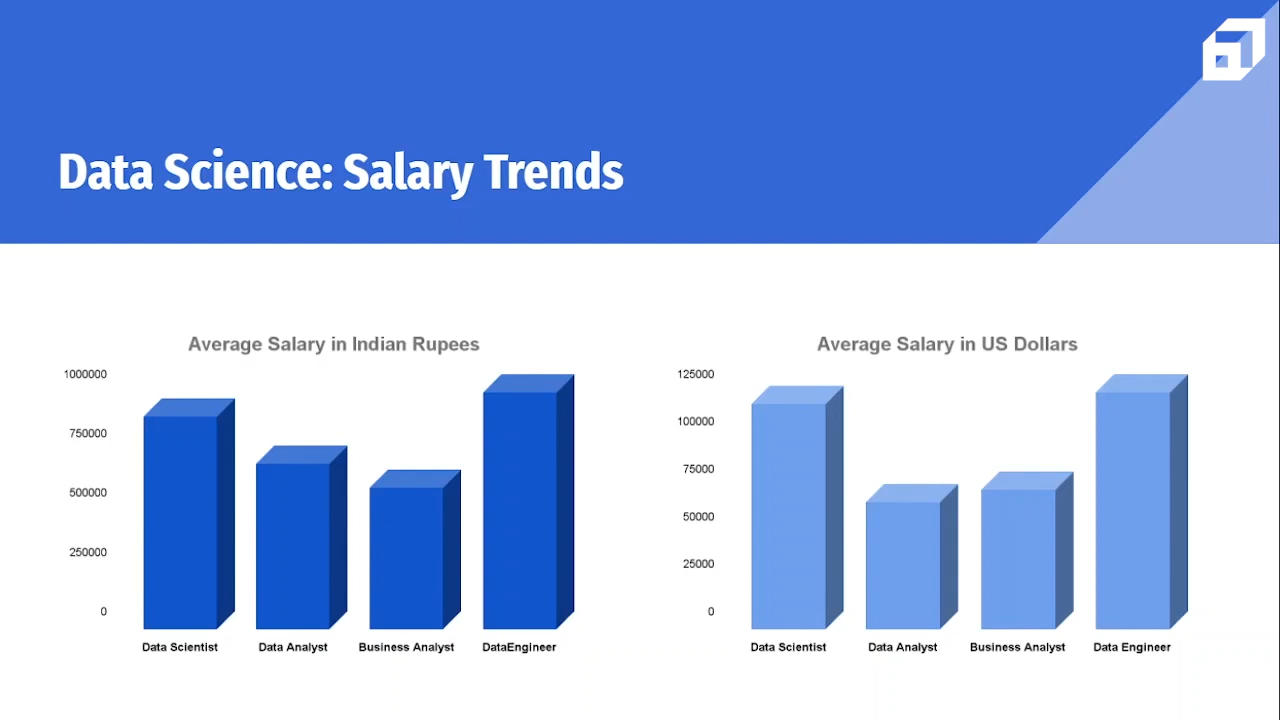 Data Science: Salary Trends
Average Salary in Indian Rupees
1000000
750000
500000
250000
0
Data Scientist
Data Analyst
Business Analyst
DataEngineer
Average Salary in US Dollars
125000
100000
75000
50000
25000
0
Data Scientist
Data Analyst
Business Analyst
Data Engineer